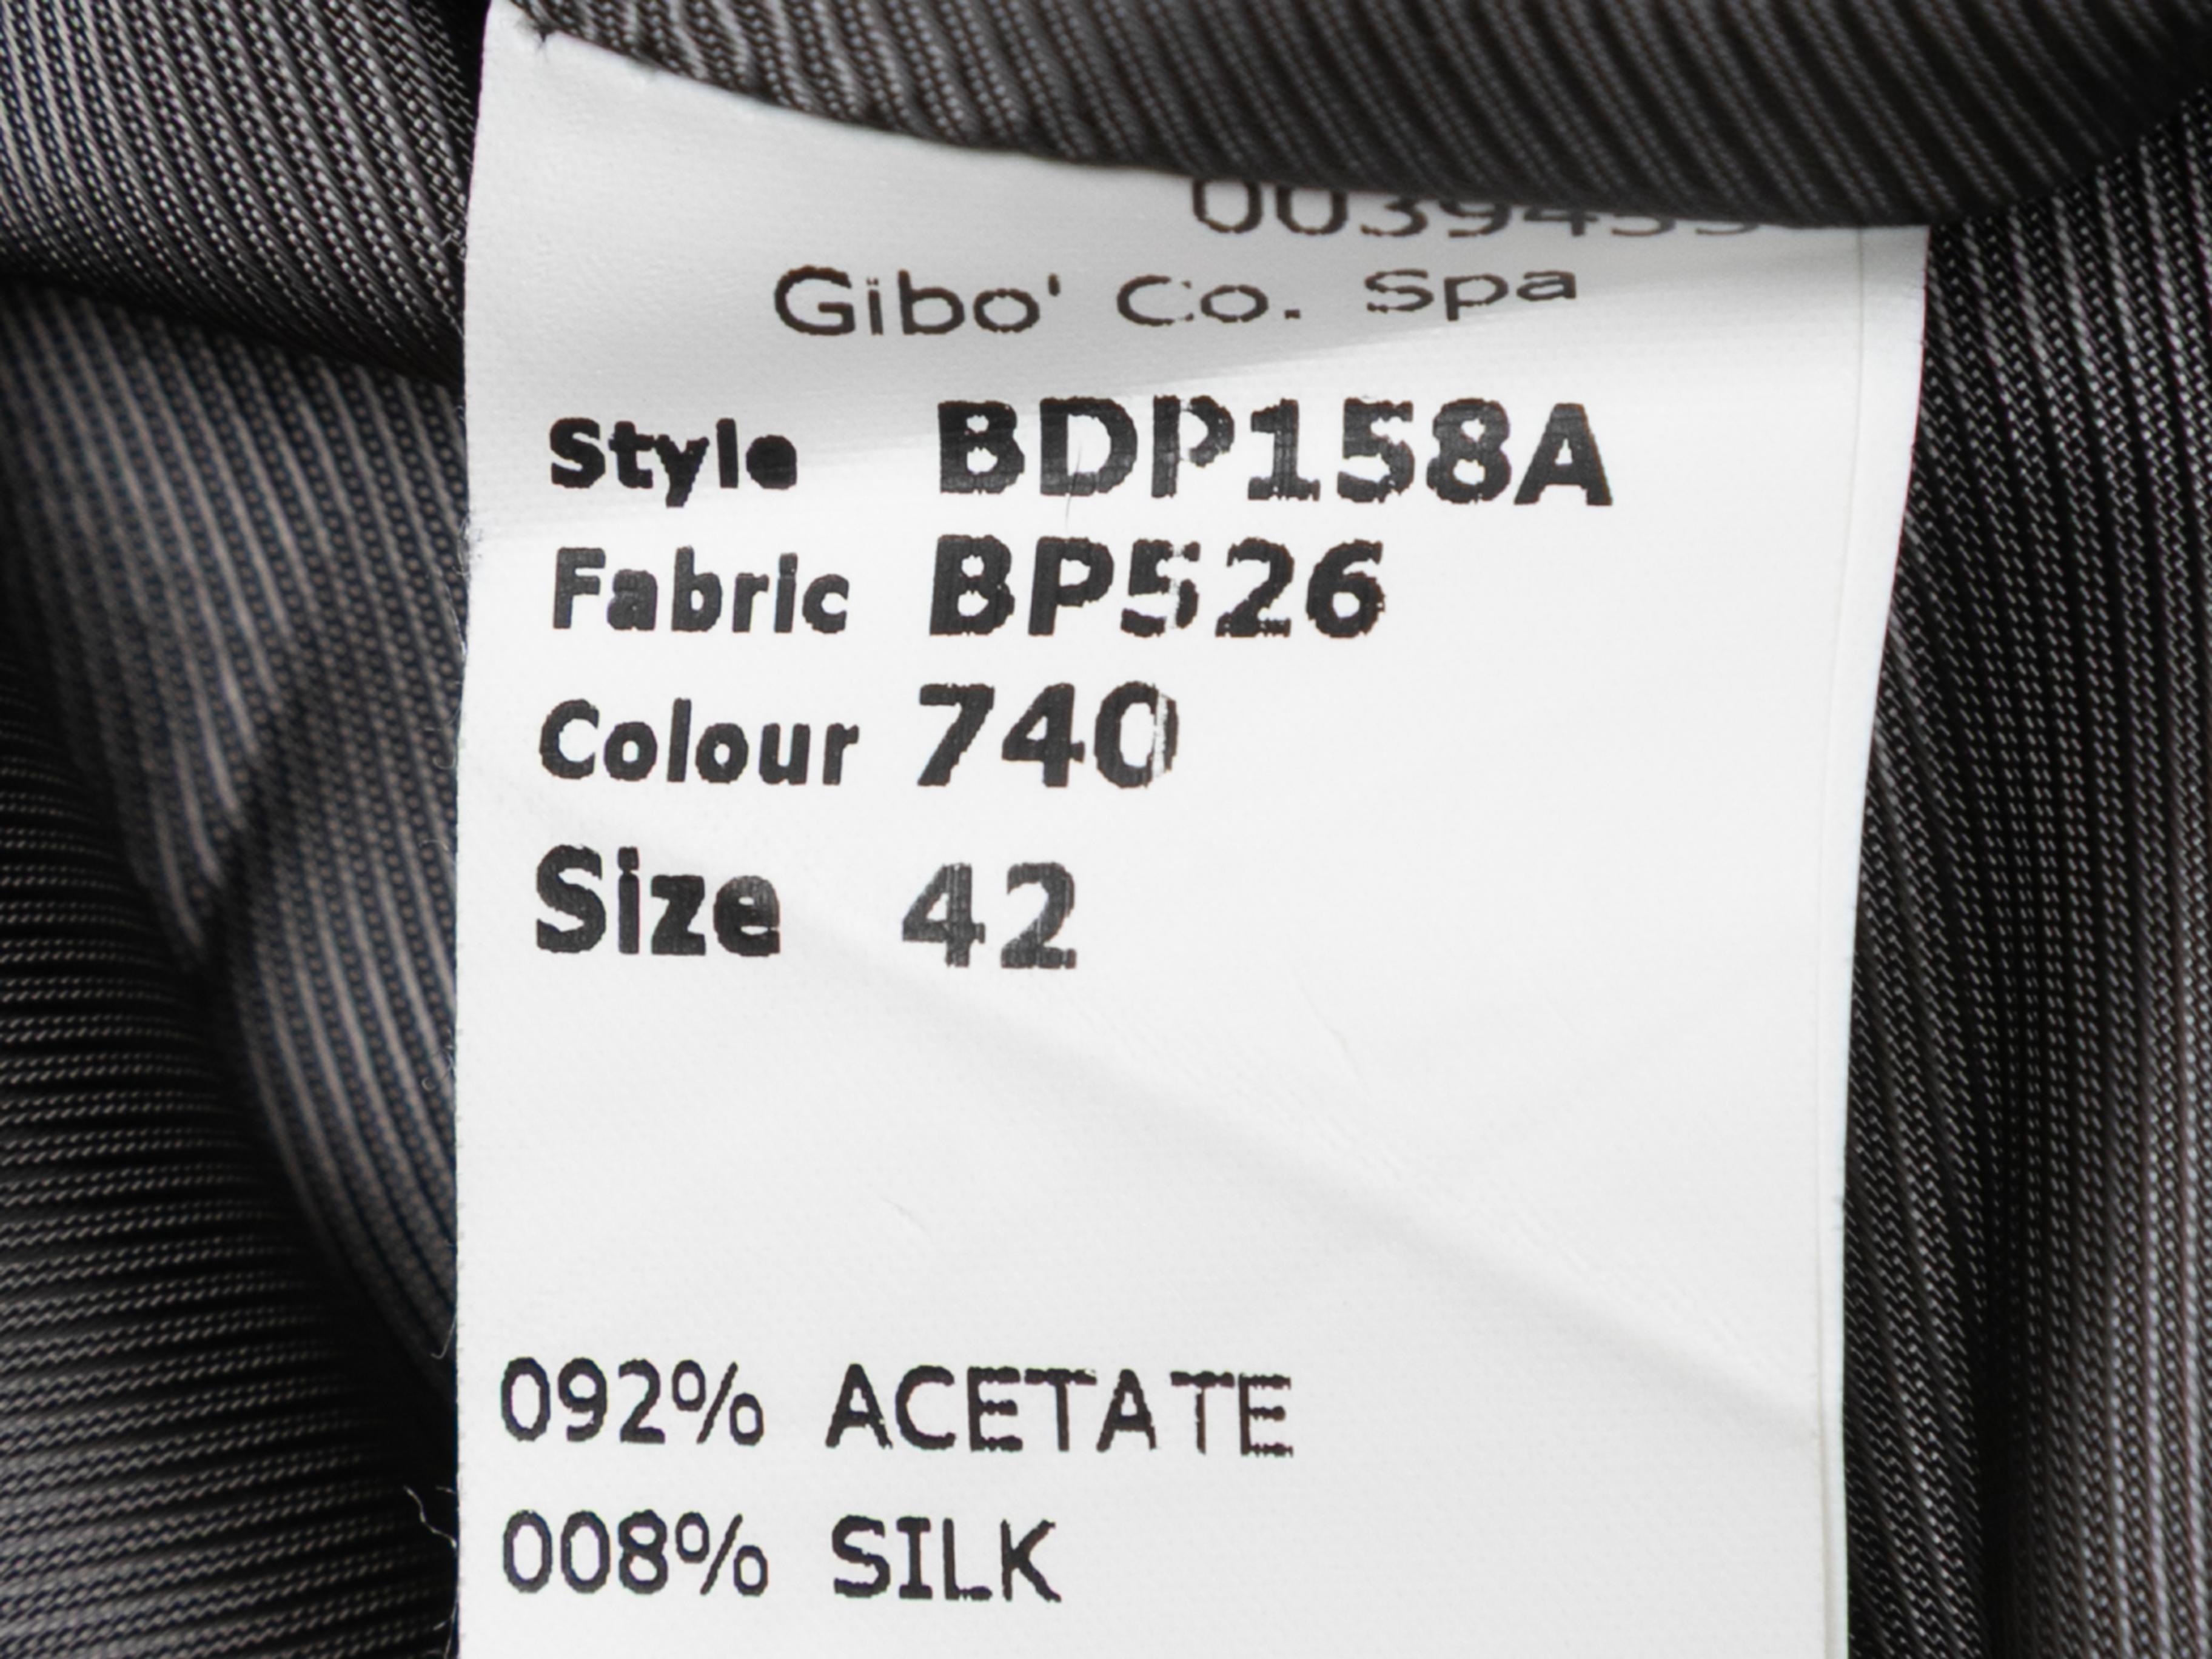 Gibo' Co. Spa
Style BDP158A
Fabric BP526
Colour 740
Size 42
092% ACETATE
008% SILK